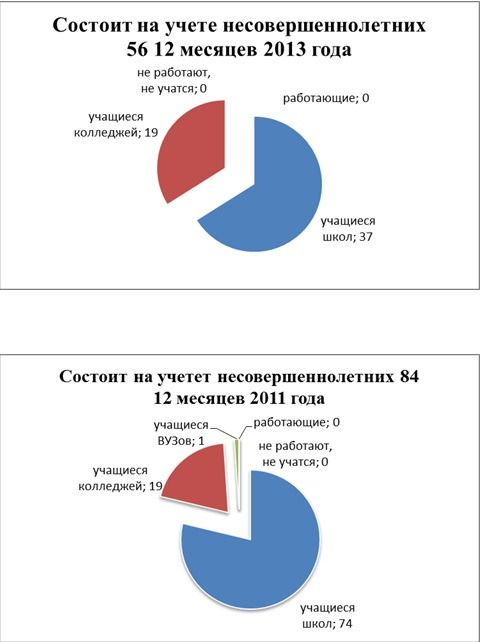 Состоит на учете несовершеннолетних
56 12 месяцев 2013 года
не работают,
не учатся; 0
работающие; 0
учащиеся
колледжей; 19
учащиеся
школ; 37
Состоит на учетет несовершеннолетних 84
12 месяцев 2011 года
учащиеся
ВУЗов; 1
работающие; 0
не работают,
не учатся; 0
учащиеся
колледжей; 19
учащиеся
школ; 74